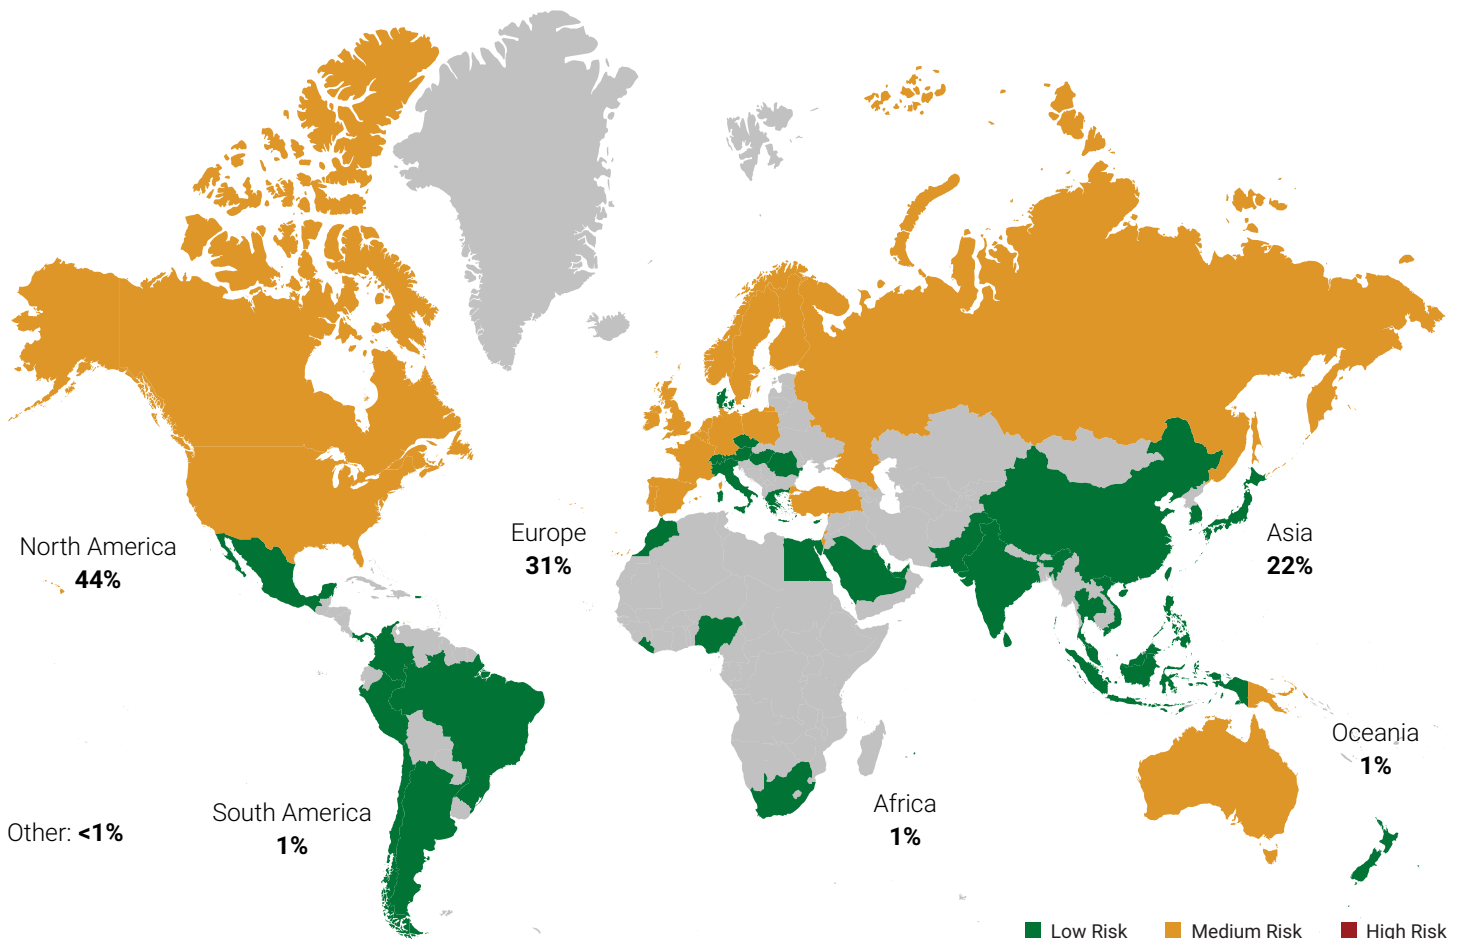 North America
44%
Europe
31%
Asia
22%
Oceania
1%
South America
1%
Africa
1%
Other: <1%
Low Risk
Medium Risk
High Risk